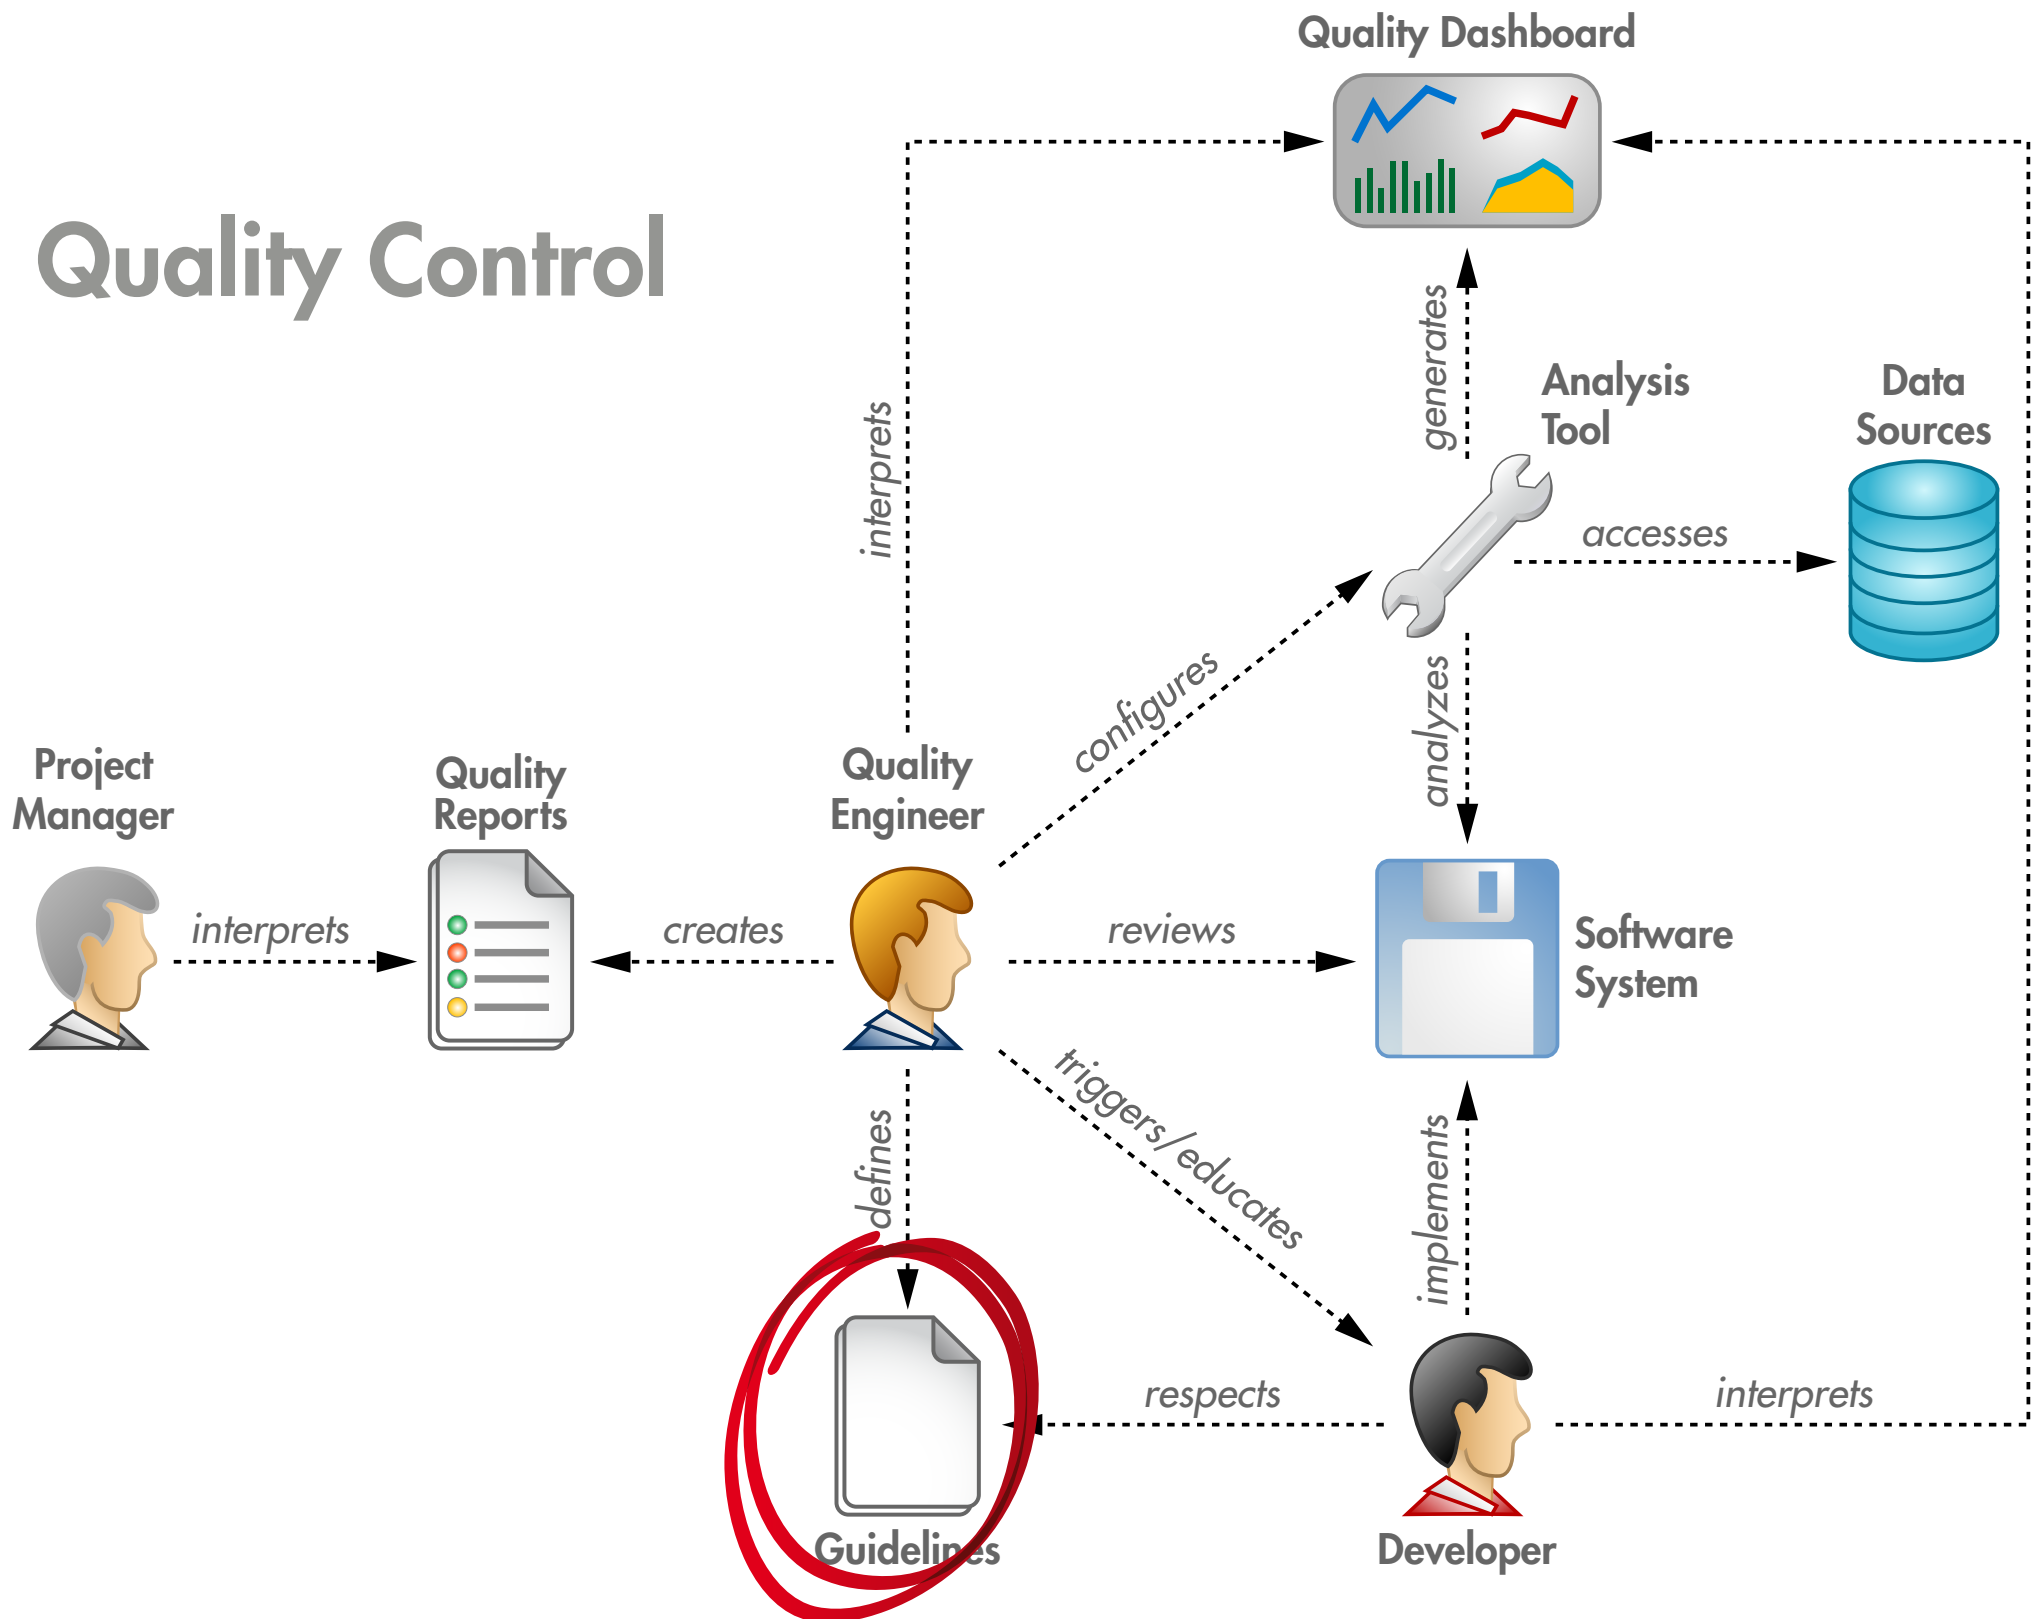 Quality Dashboard
Quality Control
generates
Analysis
Tool
Data
Sources
interprets
accesses
configures
analyzes
Project
Manager
Quality
Reports
Quality
Engineer
interprets
creates
reviews
Software
System
triggers/educates
defines
implements
respects
interprets
Guidelines
Developer